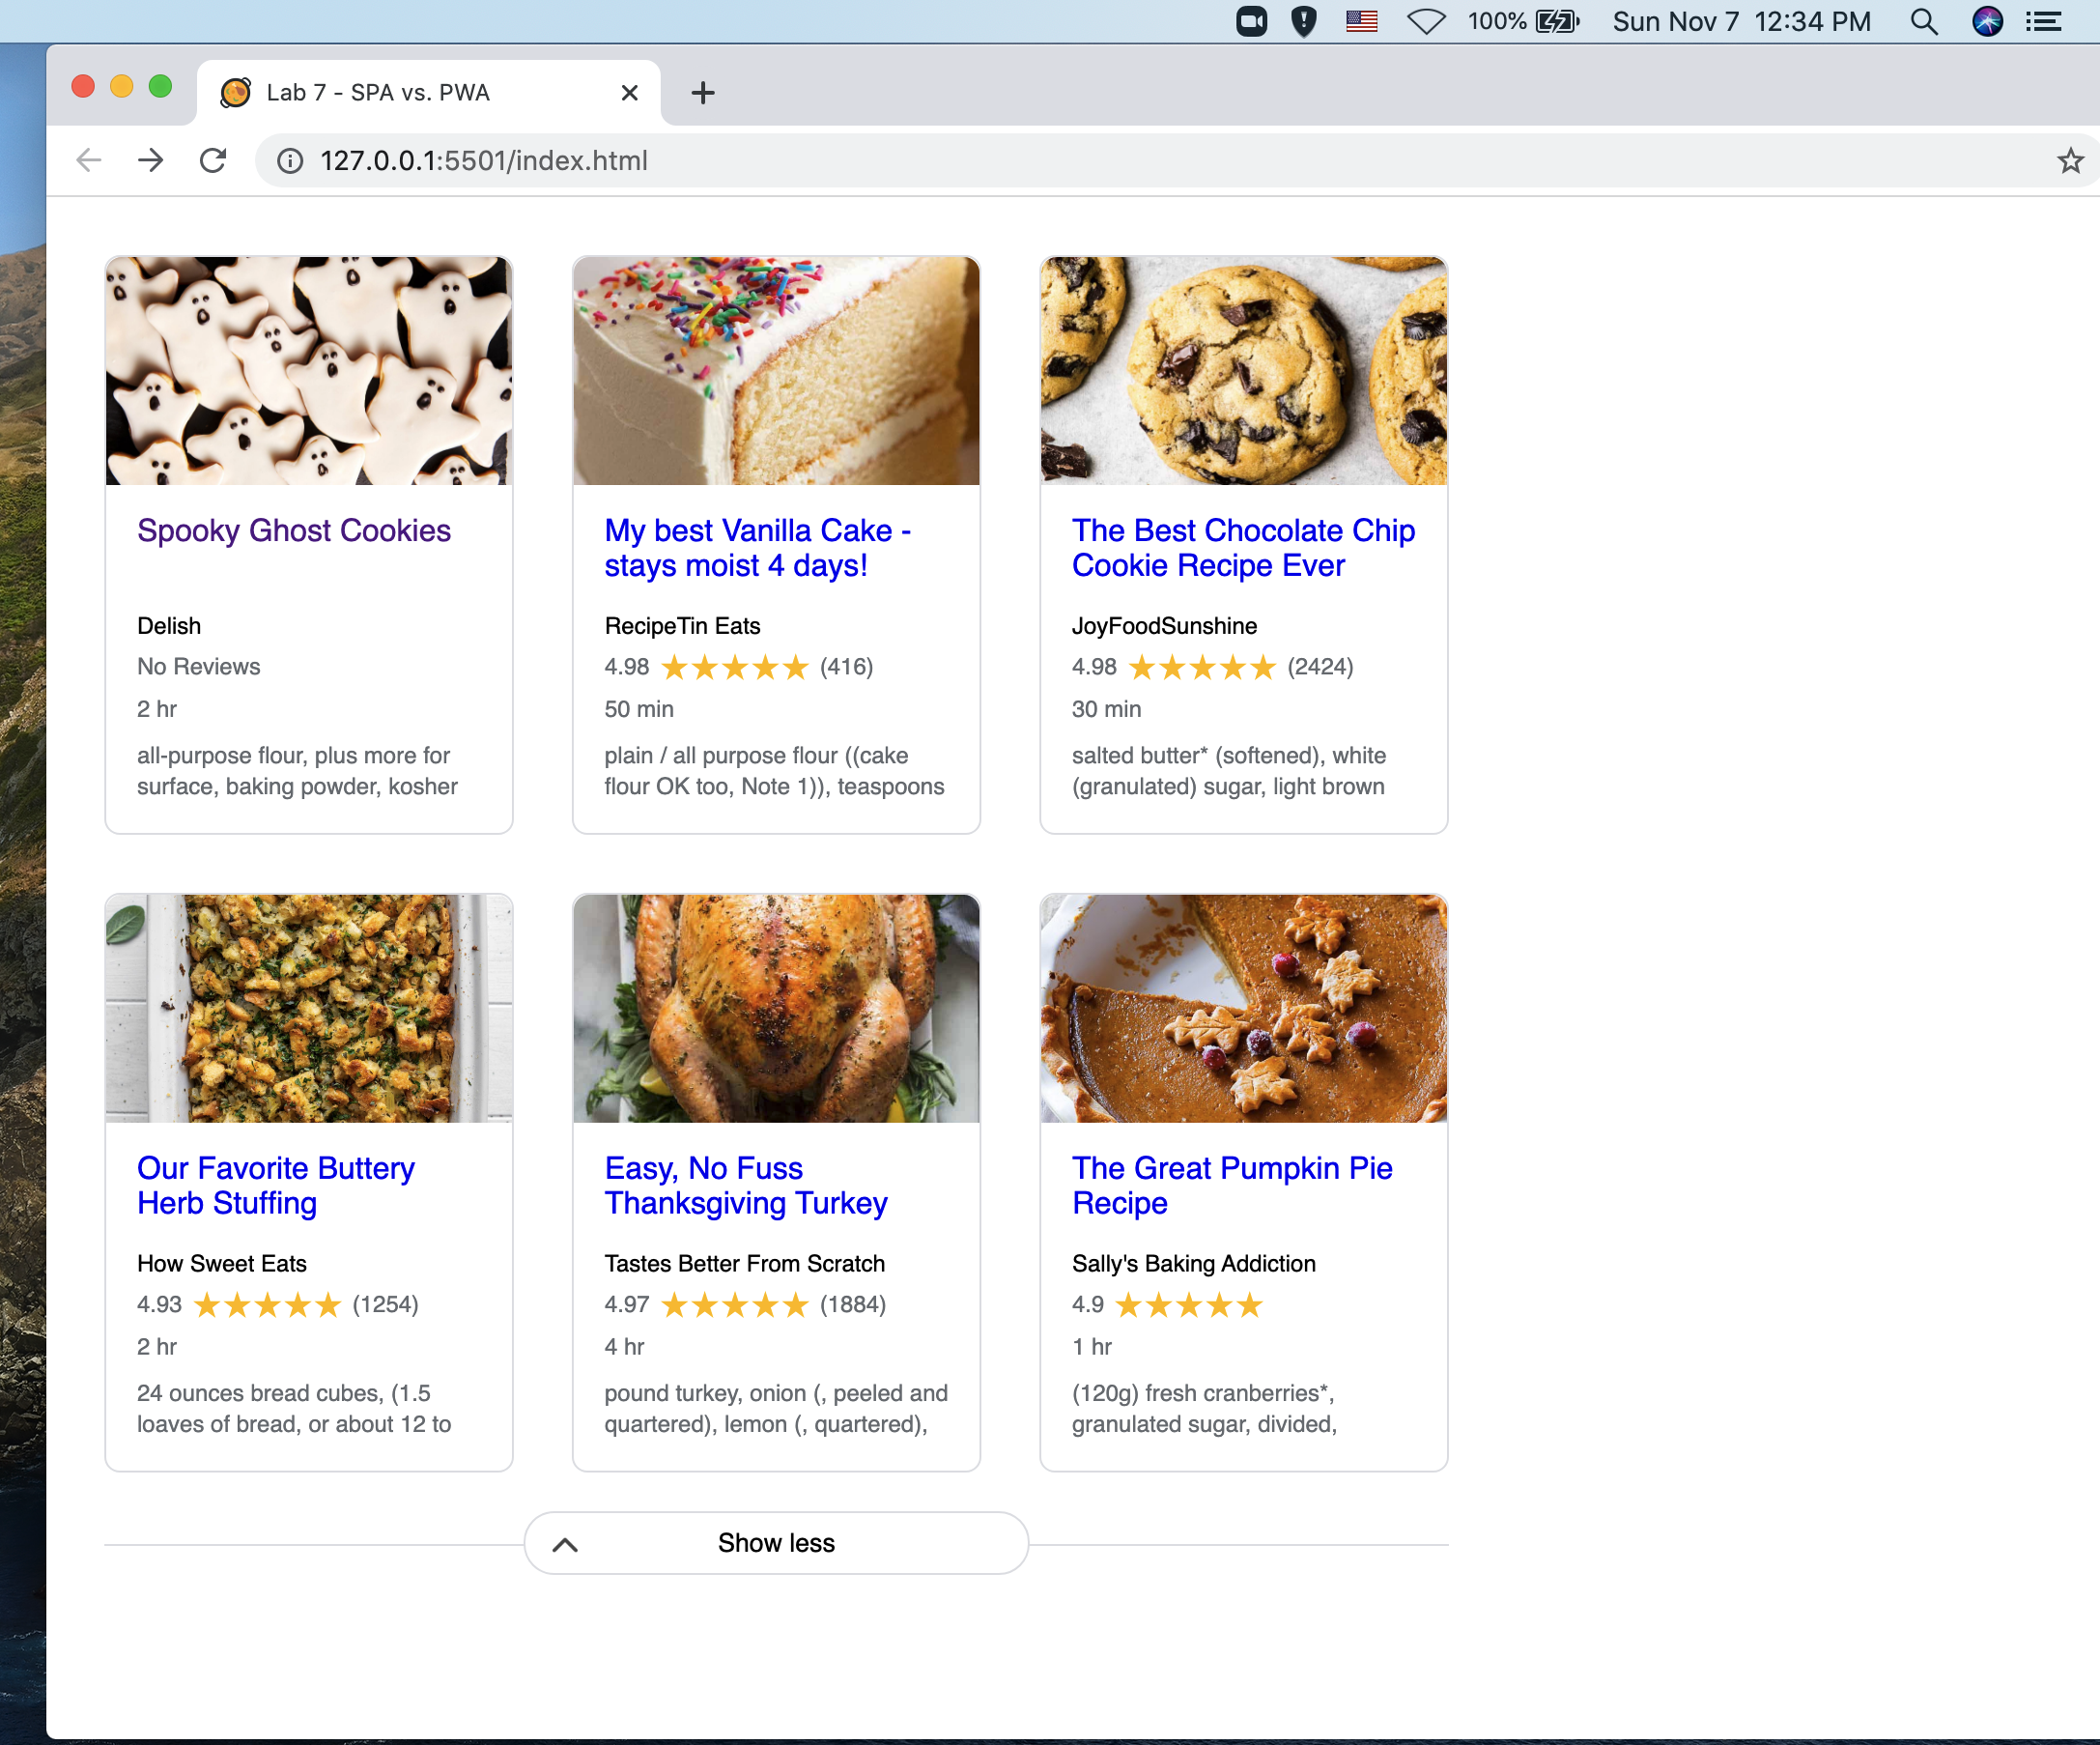 100%
Sun Nov 7 12:34 PM
Lab 7 - SPA vs. PWA
127.0.0.1:5501/index.html
Spooky Ghost Cookies
Delish
No Reviews
2 hr
all-purpose flour, plus more for
surface, baking powder, kosher
My best Vanilla Cake -
stays moist 4 days!
RecipeTin Eats
4.98 ★★★★★ (416)
50 min
plain / all purpose flour ((cake
flour OK too, Note 1)), teaspoons
The Best Chocolate Chip
Cookie Recipe Ever
JoyFoodSunshine
4.98 ★★★★★ (2424)
30 min
salted butter* (softened), white
(granulated) sugar, light brown
Our Favorite Buttery
Herb Stuffing
How Sweet Eats
4.93 ★★★★★ (1254)
2 hr
24 ounces bread cubes, (1.5
loaves of bread, or about 12 to
Easy, No Fuss
Thanksgiving Turkey
Tastes Better From Scratch
4.97 ★★★★★ (1884)
4 hr
pound turkey, onion (, peeled and
quartered), lemon (, quartered),
The Great Pumpkin Pie
Recipe
Sally's Baking Addiction
4.9 ★★★★★
1 hr
(120g) fresh cranberries*,
granulated sugar, divided,
Show less